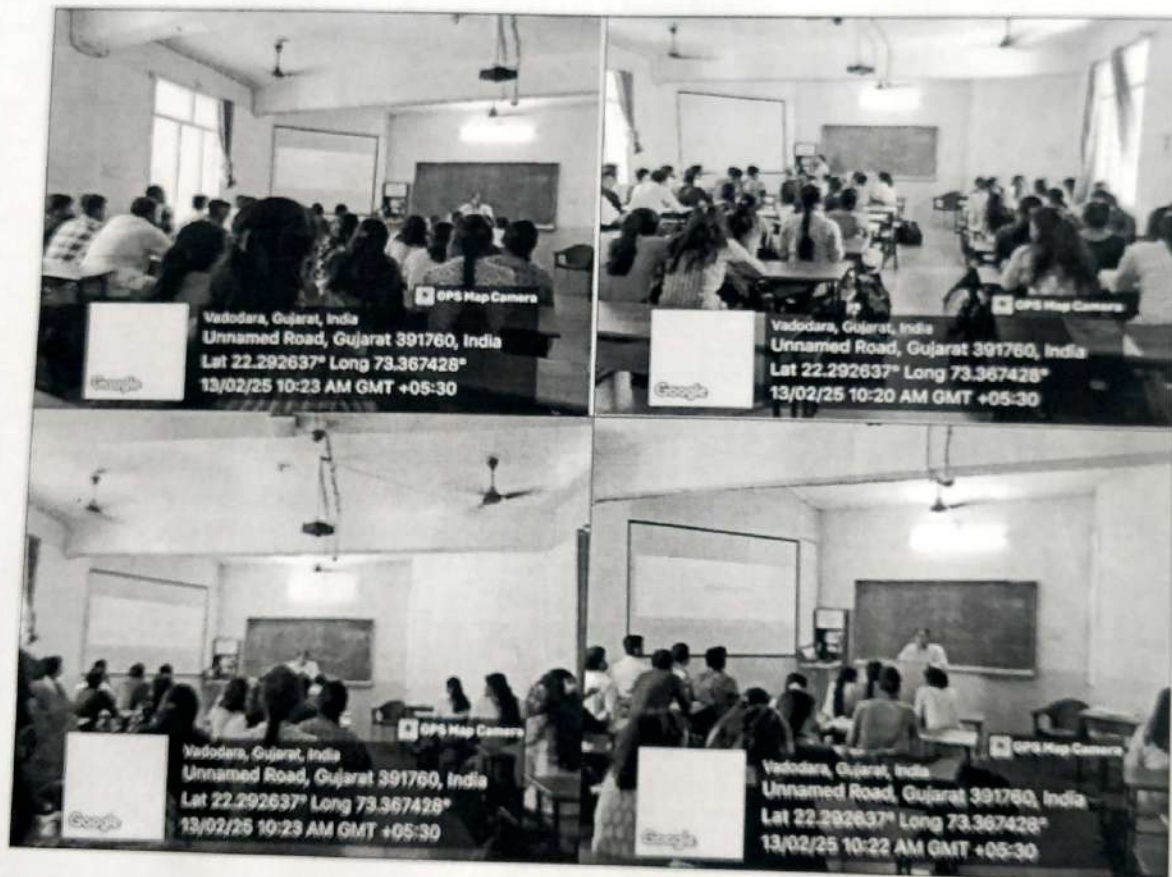 GPS Map Camera
Vadodara, Gujarat, India
Unnamed Road, Gujarat 391760, India
Lat 22.292637° Long 73.367428°
13/02/25 10:23 AM GMT +05:30
Google
GPS Map Camera
Vadodara, Gujarat, India
Unnamed Road, Gujarat 391760, India
Lat 22.292637° Long 73.367428°
13/02/25 10:20 AM GMT +05:30
Google
GPS Map Camera
Vadodara, Gujarat, India
Unnamed Road, Gujarat 391760, India
Lat 22.292637° Long 73.367428°
13/02/25 10:23 AM GMT +05:30
Google
GPS Map Camera
Vadodara, Gujarat, India
Unnamed Road, Gujarat 391760, India
Lat 22.292637° Long 73.367428°
13/02/25 10:22 AM GMT +05:30
Google